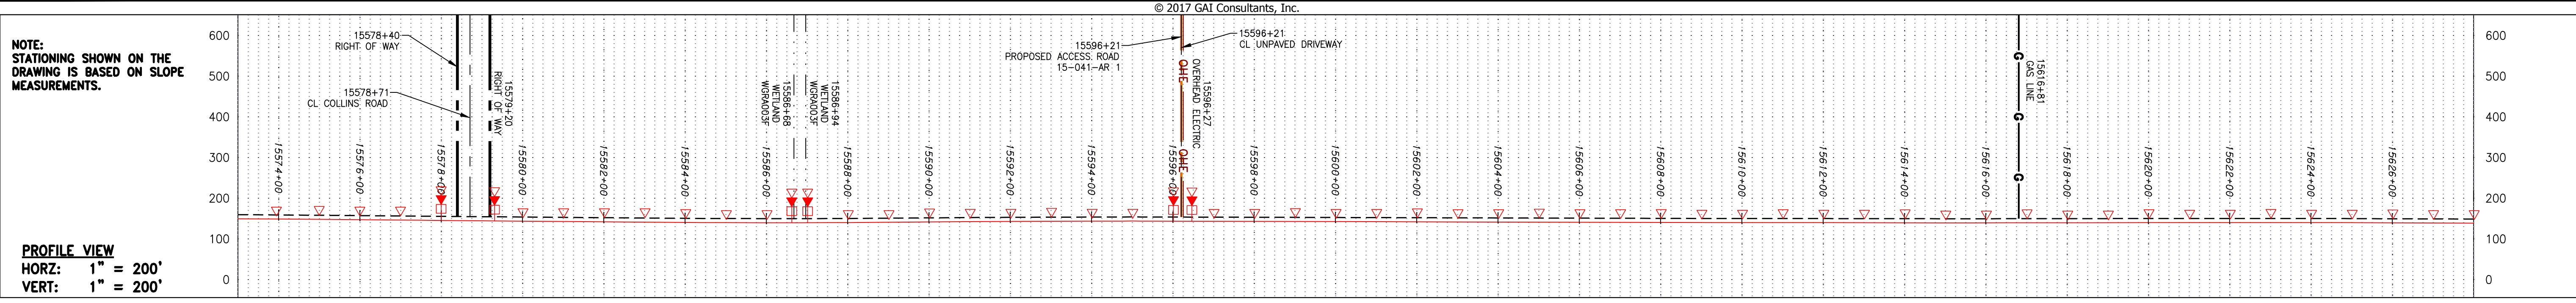 © 2017 GAI Consultants, Inc.
NOTE:
STATIONING SHOWN ON THE
DRAWING IS BASED ON SLOPE
MEASUREMENTS.
PROFILE VIEW
HORZ: 1" = 200'
VERT: 1" = 200'
600
500
400
300
200
100
0
15578+40
RIGHT OF WAY
15578+71
CL COLLINS ROAD
15579+20
RIGHT OF WAY
15586+68
WETLAND
WGRA003F
15586+94
WETLAND
WGRA003F
15596+21
PROPOSED ACCESS ROAD
15-041-AR 1
15596+21
CL UNPAVED DRIVEWAY
OHE
OHE
15596+27
OVERHEAD ELECTRIC
G
G
G
15616+81
GAS LINE
15574+00
15576+00
15578+00
15580+00
15582+00
15584+00
15586+00
15588+00
15590+00
15592+00
15594+00
15596+00
15598+00
15600+00
15602+00
15604+00
15606+00
15608+00
15610+00
15612+00
15614+00
15616+00
15618+00
15620+00
15622+00
15624+00
15626+00
600
500
400
300
200
100
0